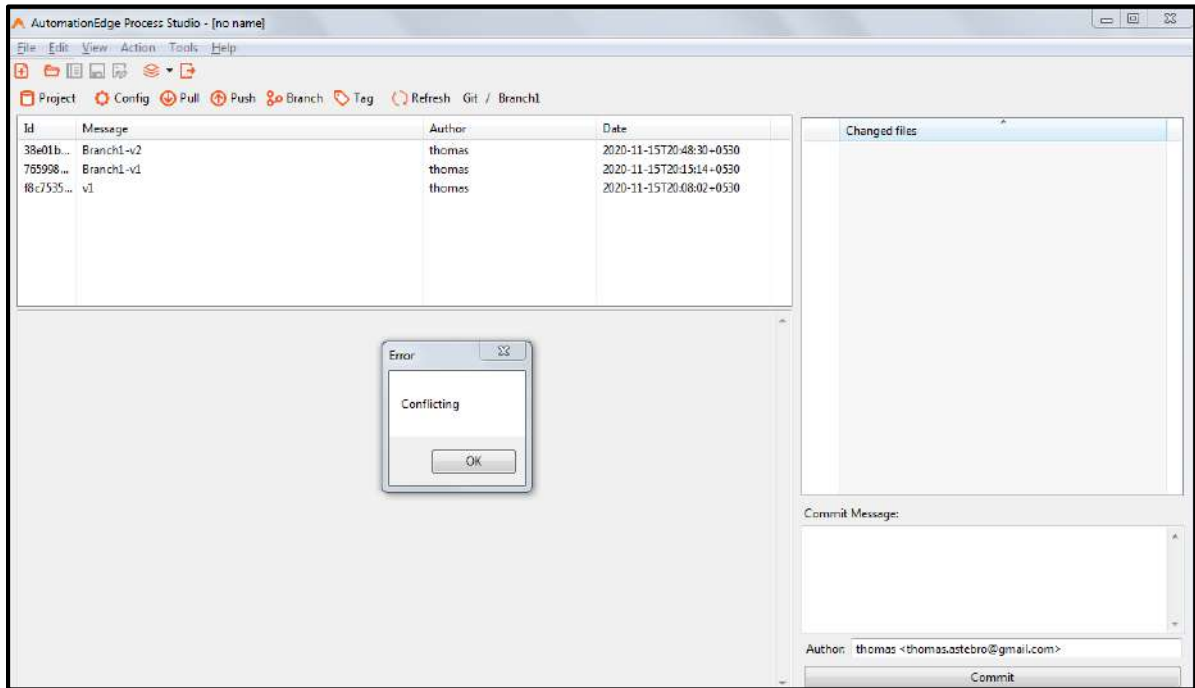 AutomationEdge Process Studio - [no name]
File Edit View Action Tools Help
Project Config Pull Push Branch Tag Refresh Git / Branch1
Id Message Author Date
38e01b... Branch1-v2 thomas 2020-11-15T20:48:30+0530
765998... Branch1-v1 thomas 2020-11-15T20:15:14+0530
f8c7535... v1 thomas 2020-11-15T20:08:02+0530
Changed files
Error
Conflicting
OK
Commit Message:
Author: thomas <thomas.astebro@gmail.com>
Commit